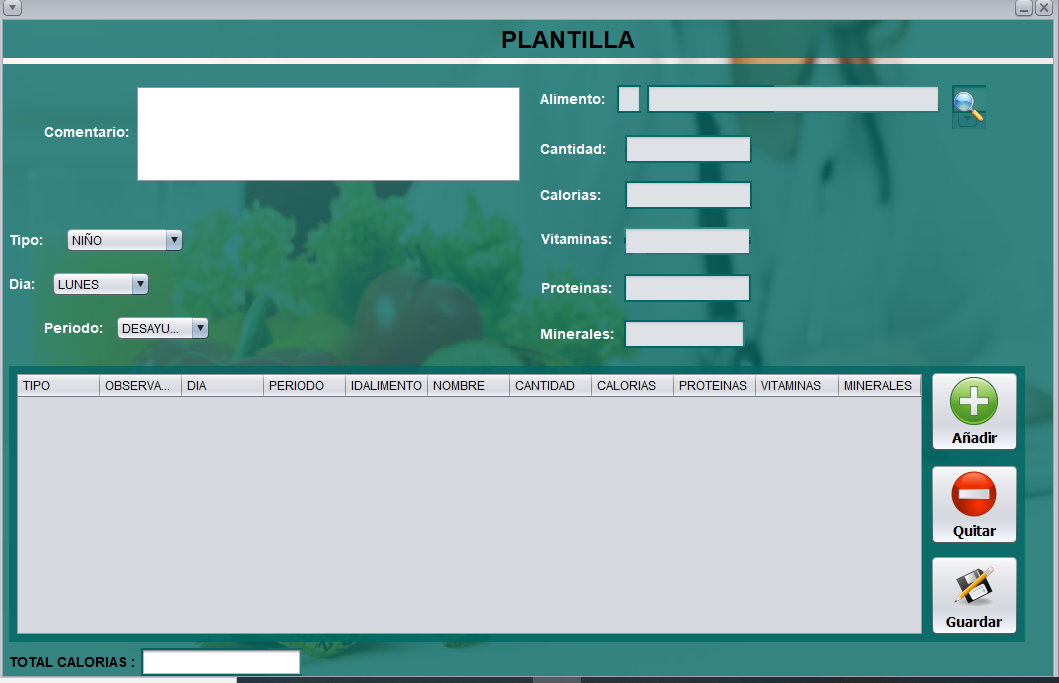 PLANTILLA
Comentario:
Tipo: NIÑO
Dia: LUNES
Periodo: DESAYU...
Alimento:
Cantidad:
Calorias:
Vitaminas:
Proteinas:
Minerales:
TIPO OBSERVA... DIA PERIODO IDALIMENTO NOMBRE CANTIDAD CALORIAS PROTEINAS VITAMINAS MINERALES
Añadir
Quitar
Guardar
TOTAL CALORIAS :